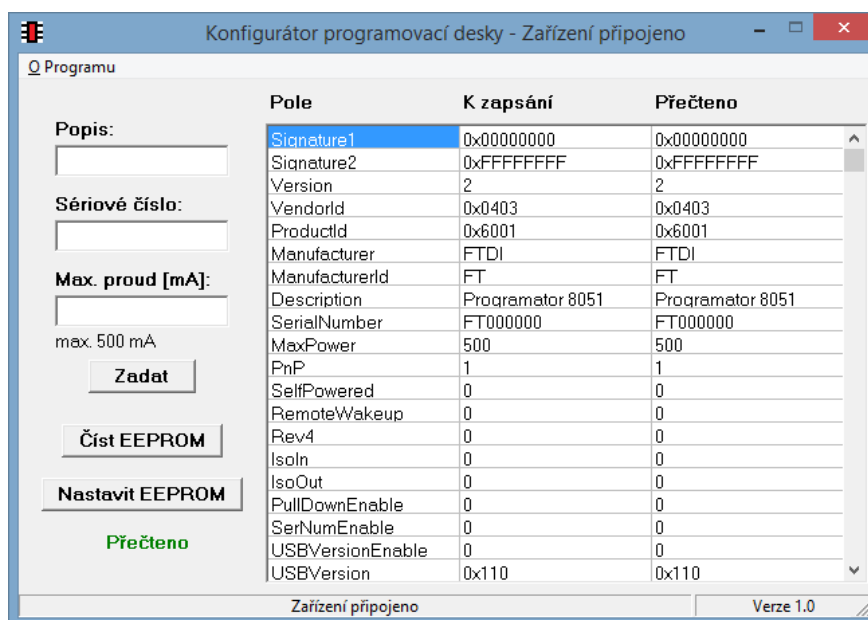 Konfigurátor programovací desky - Zařízení připojeno
O Programu
Popis:
Sériové číslo:
Max. proud [mA]:
max. 500 mA
Zadat
Číst EEPROM
Nastavit EEPROM
Přečteno
Pole K zapsání Přečteno
Signature1 0x00000000 0x00000000
Signature2 0xFFFFFFFF 0xFFFFFFFF
Version 2 2
VendorId 0x0403 0x0403
ProductId 0x6001 0x6001
Manufacturer FTDI FTDI
ManufacturerId FT FT
Description Programator 8051 Programator 8051
SerialNumber FT000000 FT000000
MaxPower 500 500
PnP 1 1
SelfPowered 0 0
RemoteWakeup 0 0
Rev4 0 0
IsoIn 0 0
IsoOut 0 0
PullDownEnable 0 0
SerNumEnable 0 0
USBVersionEnable 0 0
USBVersion 0x110 0x110
Zařízení připojeno Verze 1.0